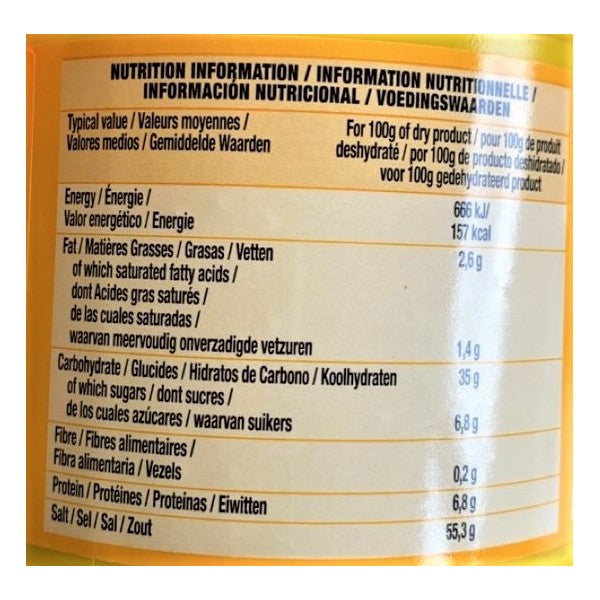 NUTRITION INFORMATION / INFORMATION NUTRITIONNELLE /
INFORMACIÓN NUTRICIONAL / VOEDINGSWAARDEN
Typical value / Valeurs moyennes /
Valores medios / Gemiddelde Waarden
For 100g of dry product / pour 100g de produit
deshydraté / por 100g de producto deshidratado /
voor 100g gedehydrateerd product
Energy / Énergie /
Valor energético / Energie
666 kJ/
157 kcal
Fat / Matières Grasses / Grasas / Vetten
2,6 g
of which saturated fatty acids /
dont Acides gras saturés /
de las cuales saturadas /
waarvan meervoudig onverzadigde vetzuren
1,4 g
Carbohydrate / Glucides / Hidratos de Carbono / Koolhydraten
35 g
of which sugars / dont sucres /
de los cuales azúcares / waarvan suikers
6,8 g
Fibre / Fibres alimentaires /
Fibra alimentaria / Vezels
0,2 g
Protein / Protéines / Proteínas / Eiwitten
6,8 g
Salt / Sel / Sal / Zout
55,3 g